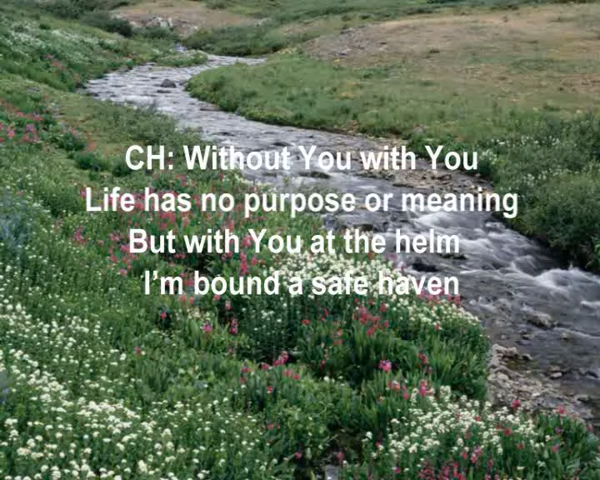 CH: Without You with You
Life has no purpose or meaning
But with You at the helm
I'm bound a safe haven